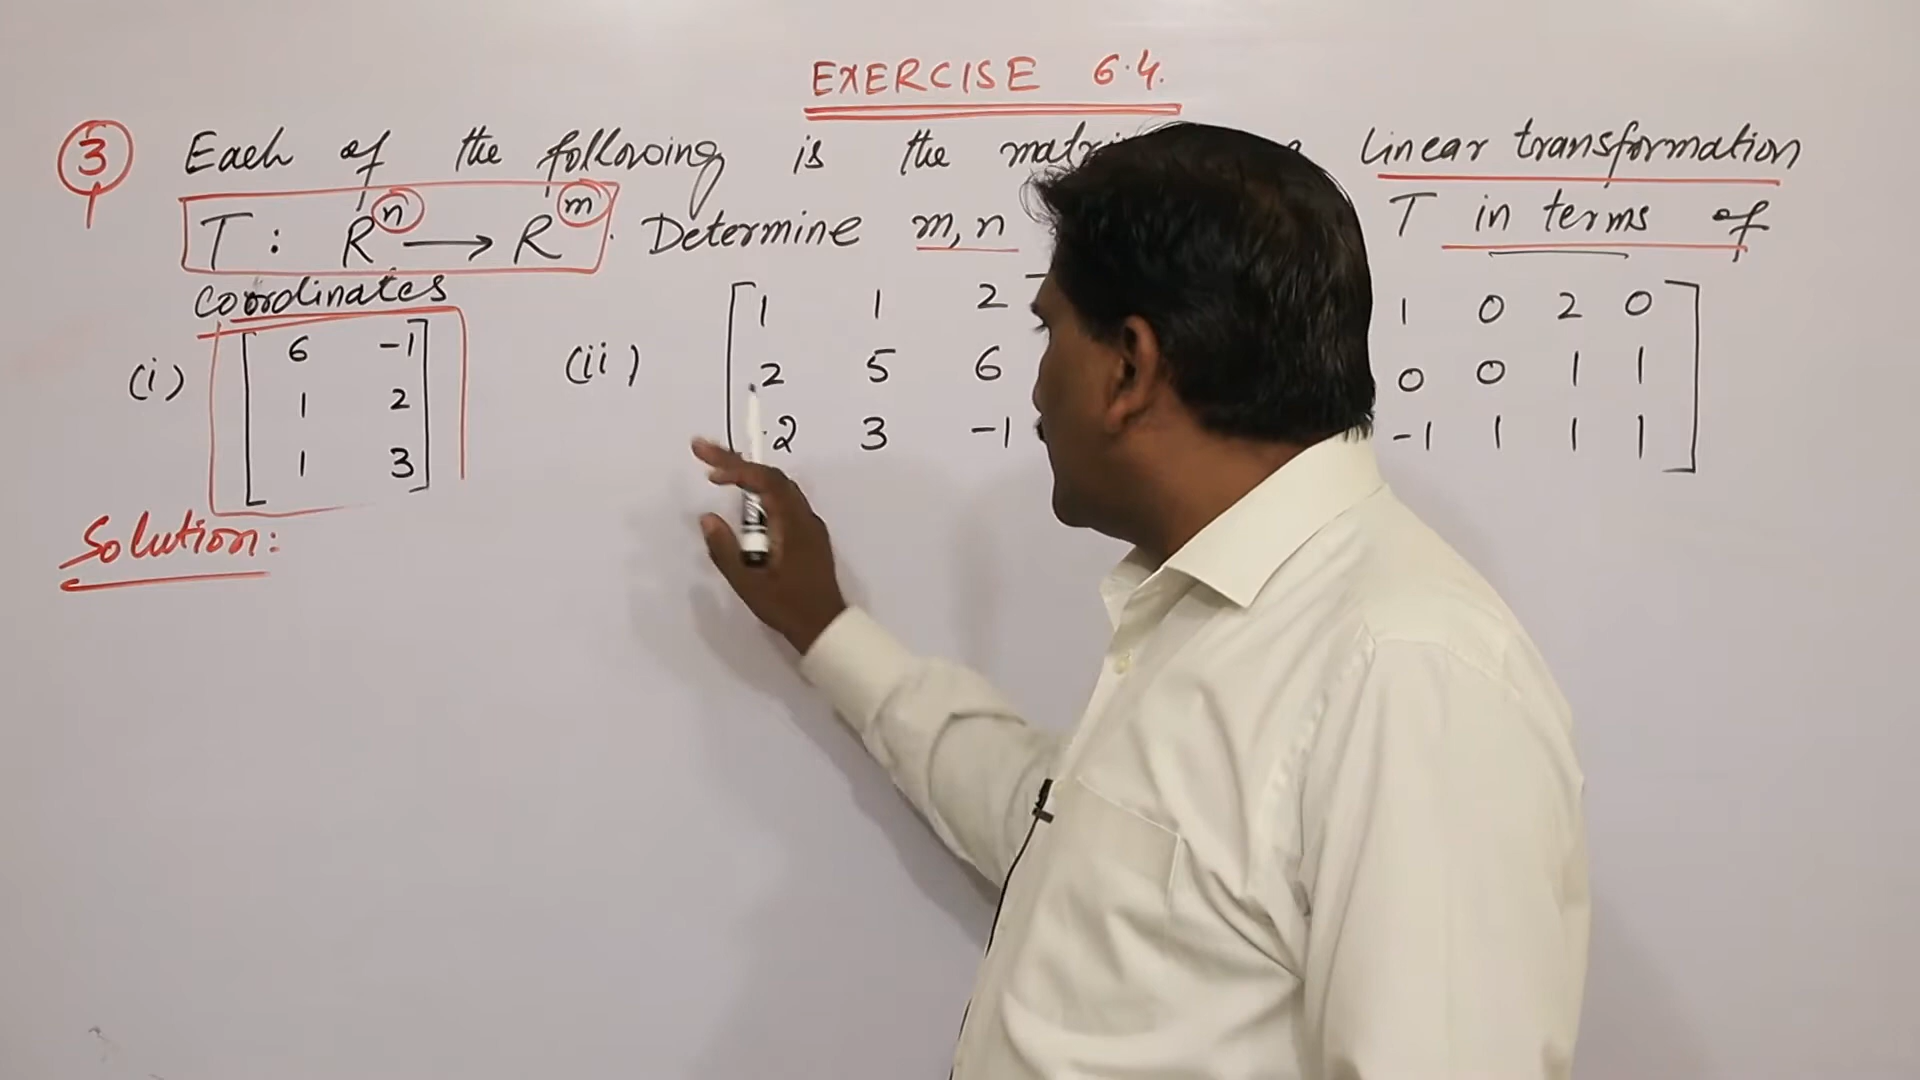 EXERCISE 6.4.
3 Each of the following is the linear transformation
T: Rⁿ → Rᵐ. Determine m, n T in terms of
coordinates
(i) [6 -1
1 2
1 3]
(ii) [1 1 2
2 5 6
-2 3 -1
1 0 2 0
0 0 1 1
-1 1 1 1]
Solution: